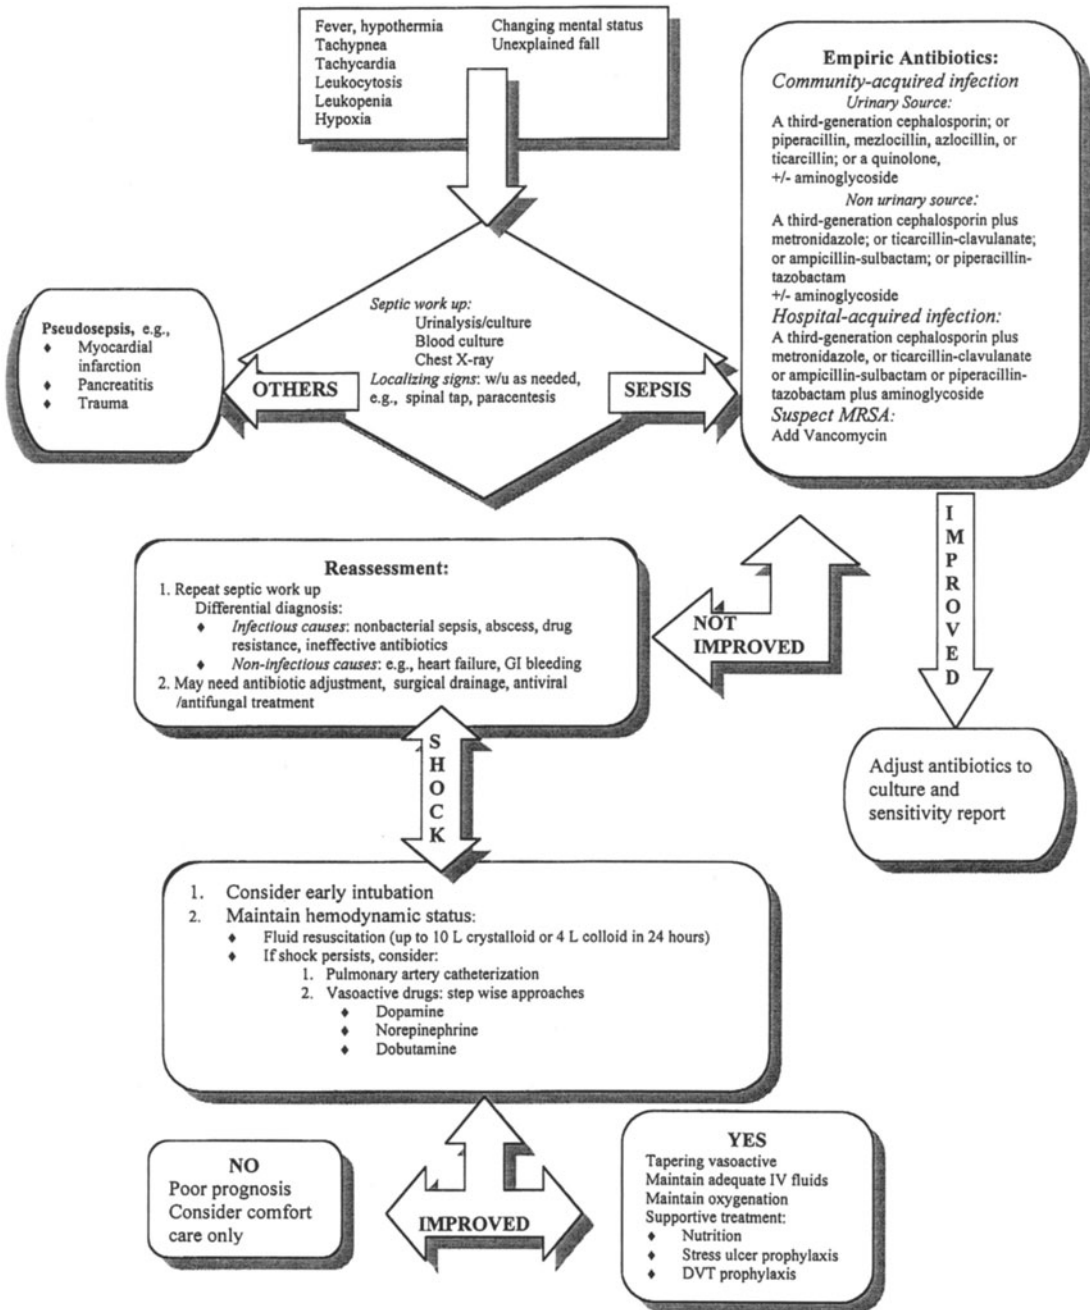 Fever, hypothermia
Tachypnea
Tachycardia
Leukocytosis
Leukopenia
Hypoxia
Changing mental status
Unexplained fall
Septic work up:
Urinalysis/culture
Blood culture
Chest X-ray
Localizing signs: w/u as needed,
e.g., spinal tap, paracentesis
OTHERS
SEPSIS
Pseudosepsis, e.g.,
♦ Myocardial
infarction
♦ Pancreatitis
♦ Trauma
Empiric Antibiotics:
Community-acquired infection
Urinary Source:
A third-generation cephalosporin; or
piperacillin, mezlocillin, azlocillin, or
ticarcillin; or a quinolone,
+/- aminoglycoside
Non urinary source:
A third-generation cephalosporin plus
metronidazole; or ticarcillin-clavulanate;
or ampicillin-sulbactam; or piperacillin-
tazobactam
+/- aminoglycoside
Hospital-acquired infection:
A third-generation cephalosporin plus
metronidazole, or ticarcillin-clavulanate
or ampicillin-sulbactam or piperacillin-
tazobactam plus aminoglycoside
Suspect MRSA:
Add Vancomycin
IMPROVED
NOT
IMPROVED
Reassessment:
1. Repeat septic work up
Differential diagnosis:
♦ Infectious causes: nonbacterial sepsis, abscess, drug
resistance, ineffective antibiotics
♦ Non-infectious causes: e.g., heart failure, GI bleeding
2. May need antibiotic adjustment, surgical drainage, antiviral
/antifungal treatment
Adjust antibiotics to
culture and
sensitivity report
SHOCK
1. Consider early intubation
2. Maintain hemodynamic status:
♦ Fluid resuscitation (up to 10 L crystalloid or 4 L colloid in 24 hours)
♦ If shock persists, consider:
1. Pulmonary artery catheterization
2. Vasoactive drugs: step wise approaches
♦ Dopamine
♦ Norepinephrine
♦ Dobutamine
NO
Poor prognosis
Consider comfort
care only
IMPROVED
YES
Tapering vasoactive
Maintain adequate IV fluids
Maintain oxygenation
Supportive treatment:
♦ Nutrition
♦ Stress ulcer prophylaxis
♦ DVT prophylaxis